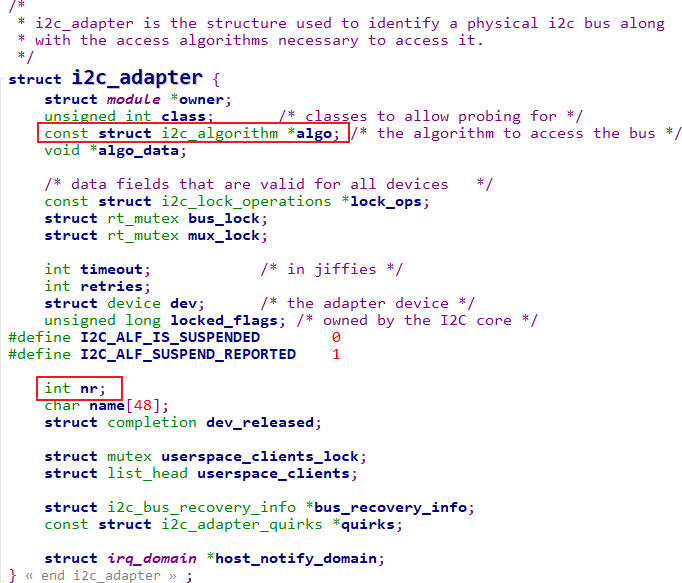 /*
 * i2c_adapter is the structure used to identify a physical i2c bus along
 * with the access algorithms necessary to access it.
 */
struct i2c_adapter {
    struct module *owner;
    unsigned int class;       /* classes to allow probing for */
    const struct i2c_algorithm *algo; /* the algorithm to access the bus */
    void *algo_data;

    /* data fields that are valid for all devices   */
    const struct i2c_lock_operations *lock_ops;
    struct rt_mutex bus_lock;
    struct rt_mutex mux_lock;

    int timeout;            /* in jiffies */
    int retries;
    struct device dev;      /* the adapter device */
    unsigned long locked_flags; /* owned by the I2C core */
#define I2C_ALF_IS_SUSPENDED        0
#define I2C_ALF_SUSPEND_REPORTED    1

    int nr;
    char name[48];
    struct completion dev_released;

    struct mutex userspace_clients_lock;
    struct list_head userspace_clients;

    struct i2c_bus_recovery_info *bus_recovery_info;
    const struct i2c_adapter_quirks *quirks;

    struct irq_domain *host_notify_domain;
} « end i2c_adapter » ;